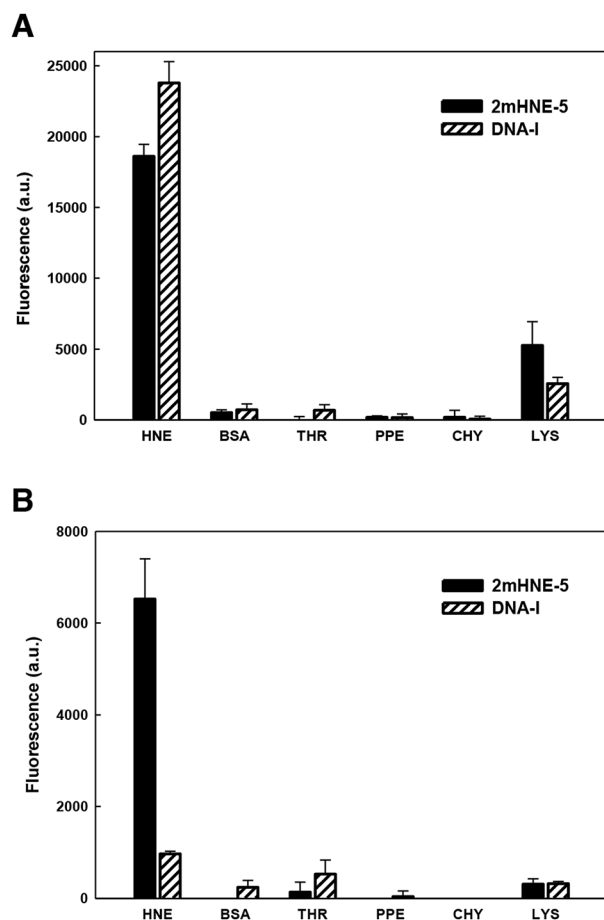 A
Fluorescence (a.u.)
25000
20000
15000
10000
5000
0
2mHNE-5
DNA-I
HNE BSA THR PPE CHY LYS
B
Fluorescence (a.u.)
8000
6000
4000
2000
0
2mHNE-5
DNA-I
HNE BSA THR PPE CHY LYS